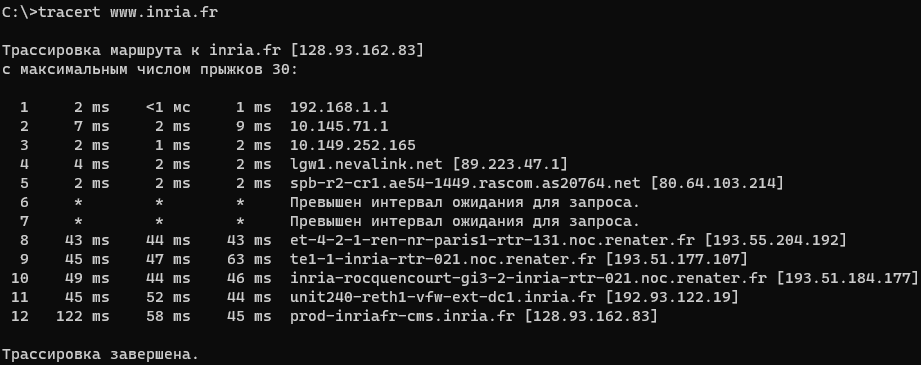 C:\>tracert www.inria.fr
Трассировка маршрута к inria.fr [128.93.162.83]
с максимальным числом прыжков 30:
1 2 ms <1 мс 1 ms 192.168.1.1
2 7 ms 2 ms 9 ms 10.145.71.1
3 2 ms 1 ms 2 ms 10.149.252.165
4 4 ms 2 ms 2 ms lgw1.nevalink.net [89.223.47.1]
5 2 ms 2 ms 2 ms spb-r2-cr1.ae54-1449.rascom.as20764.net [80.64.103.214]
6 * * * Превышен интервал ожидания для запроса.
7 * * * Превышен интервал ожидания для запроса.
8 43 ms 44 ms 43 ms et-4-2-1-ren-nr-paris1-rtr-131.noc.renater.fr [193.55.204.192]
9 45 ms 47 ms 63 ms te1-1-inria-rtr-021.noc.renater.fr [193.51.177.107]
10 49 ms 44 ms 46 ms inria-rocquencourt-gi3-2-inria-rtr-021.noc.renater.fr [193.51.184.177]
11 45 ms 52 ms 44 ms unit240-reth1-vfw-ext-dc1.inria.fr [192.93.122.19]
12 122 ms 58 ms 45 ms prod-inriafr-cms.inria.fr [128.93.162.83]
Трассировка завершена.